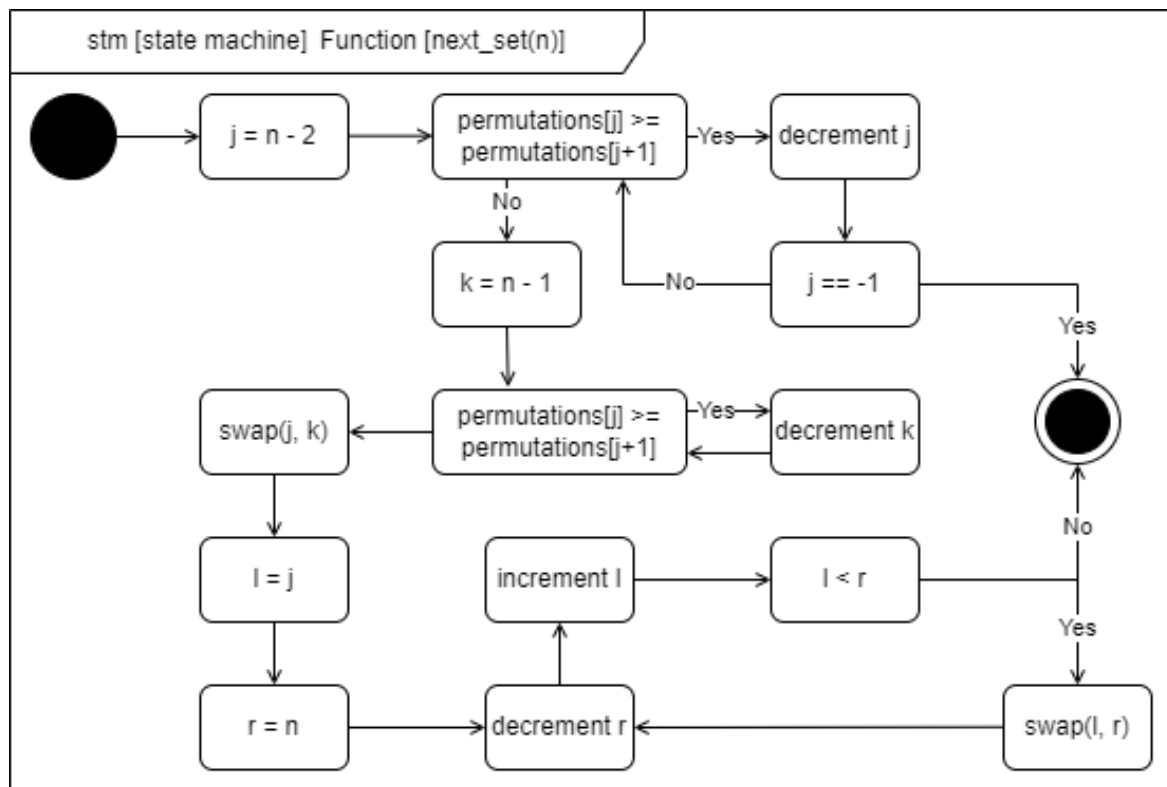 stm [state machine]  Function [next_set(n)]
j = n - 2
permutations[j] >=
permutations[j+1]
Yes
decrement j
No
k = n - 1
No
j == -1
Yes
swap(j, k)
permutations[j] >=
permutations[j+1]
Yes
decrement k
No
l = j
increment l
l < r
Yes
r = n
decrement r
swap(l, r)